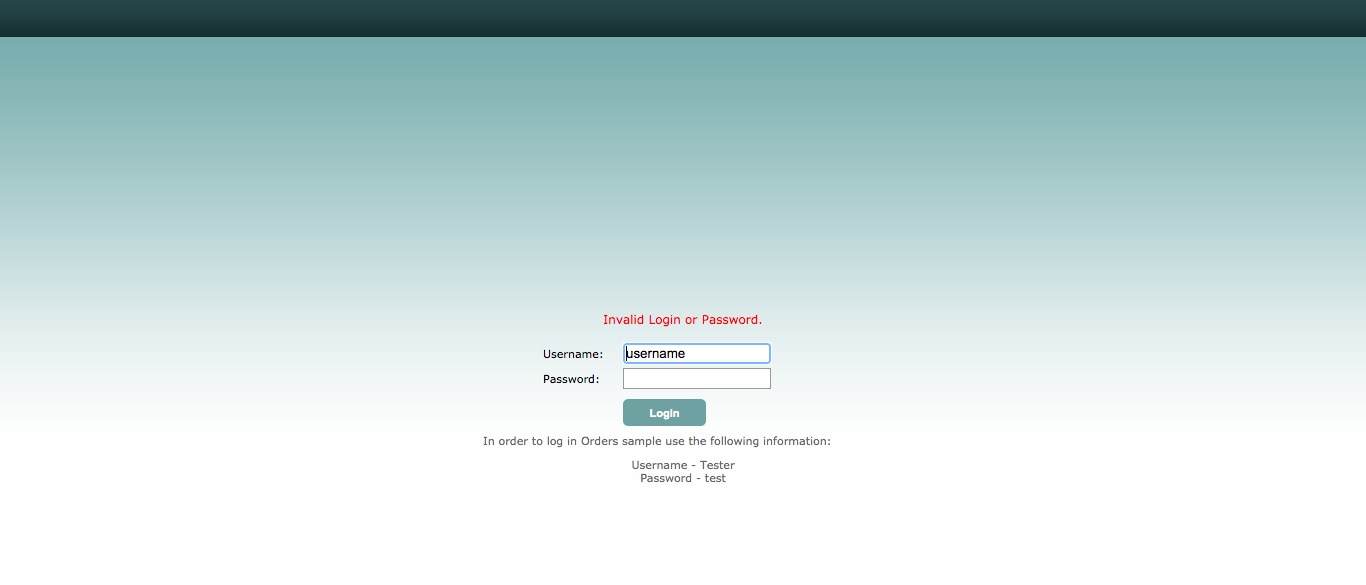 Invalid Login or Password.
Username: username
Password:
Login
In order to log in Orders sample use the following information:
Username - Tester
Password - test